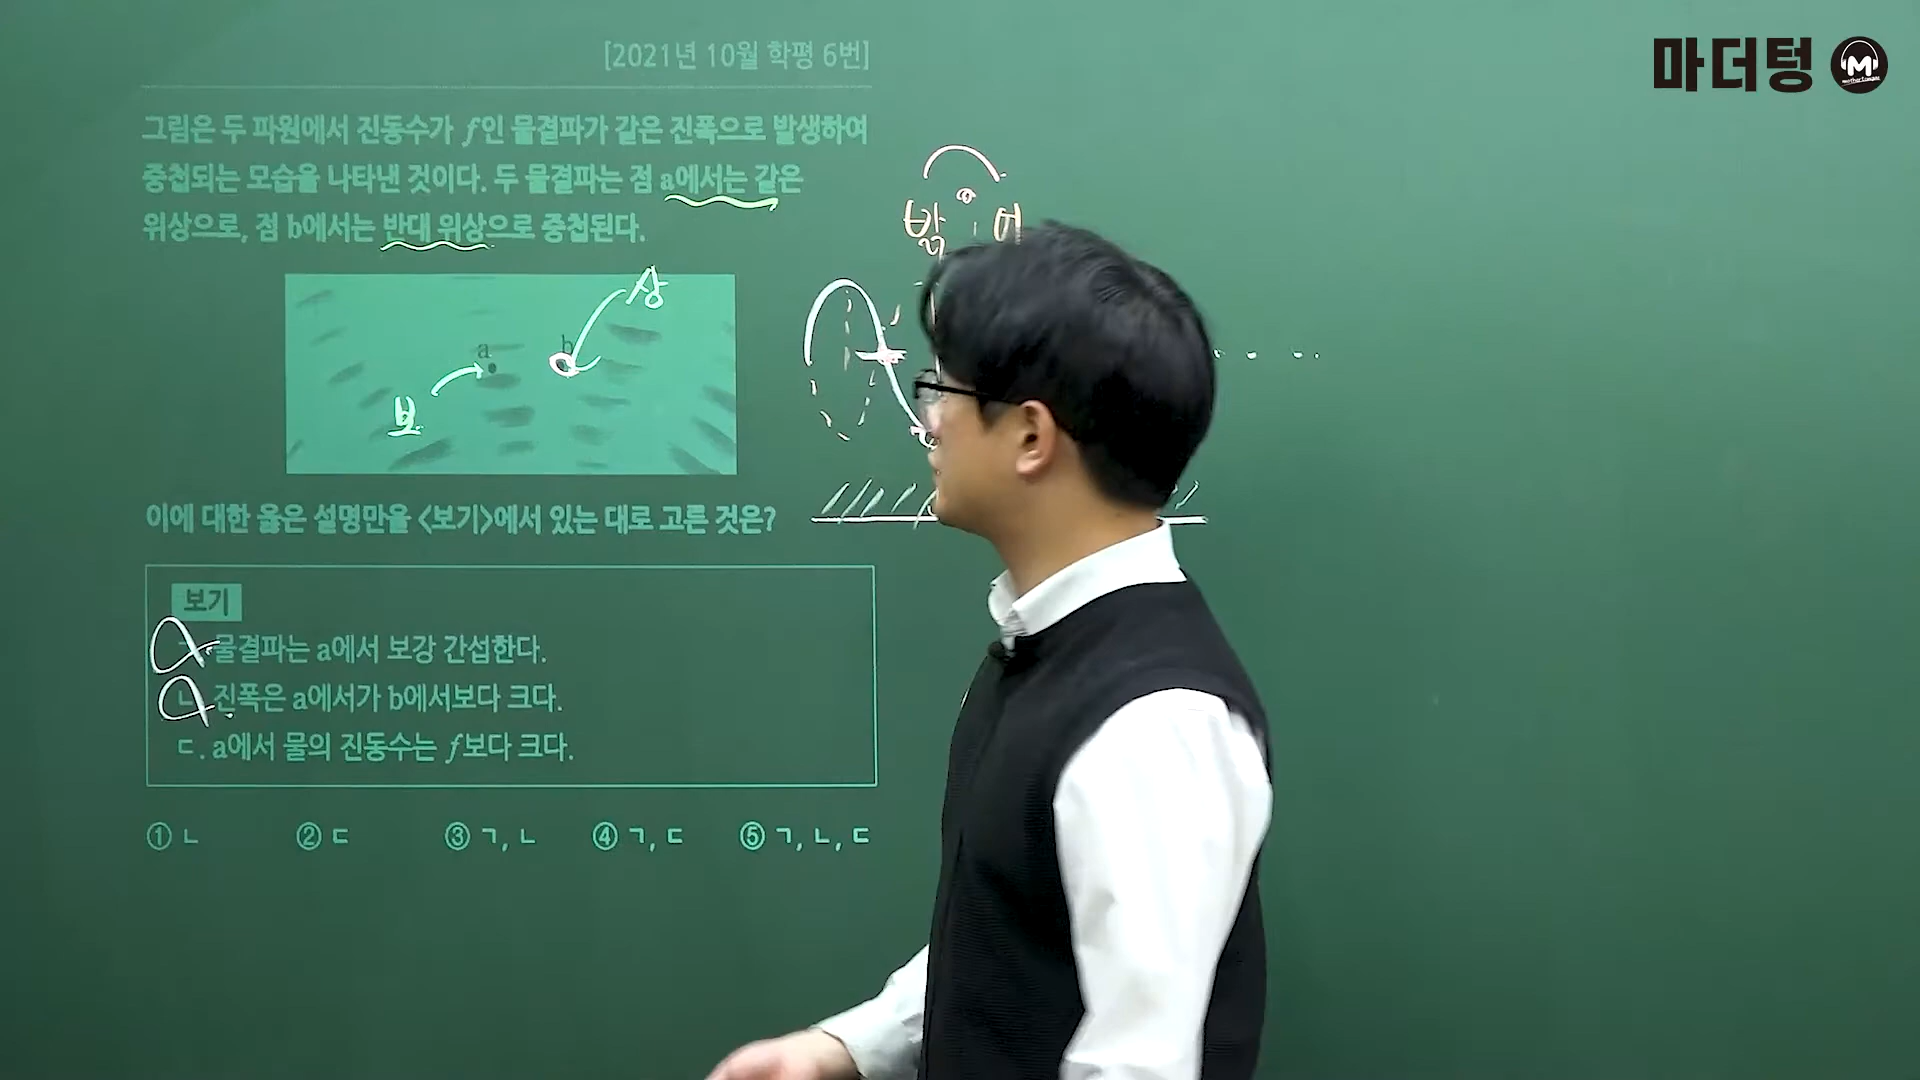 마더텅
[2021년 10월 학평 6번]
그림은 두 파원에서 진동수가 f인 물결파가 같은 진폭으로 발생하여
중첩되는 모습을 나타낸 것이다. 두 물결파는 점 a에서는 같은
위상으로, 점 b에서는 반대 위상으로 중첩된다.
상
a
b
보
밝 어
이에 대한 옳은 설명만을 <보기>에서 있는 대로 고른 것은?
보기
물결파는 a에서 보강 간섭한다.
ㄴ. 진폭은 a에서가 b에서보다 크다.
ㄷ. a에서 물의 진동수는 f보다 크다.
① ㄴ ② ㄷ ③ ㄱ, ㄴ ④ ㄱ, ㄷ ⑤ ㄱ, ㄴ, ㄷ